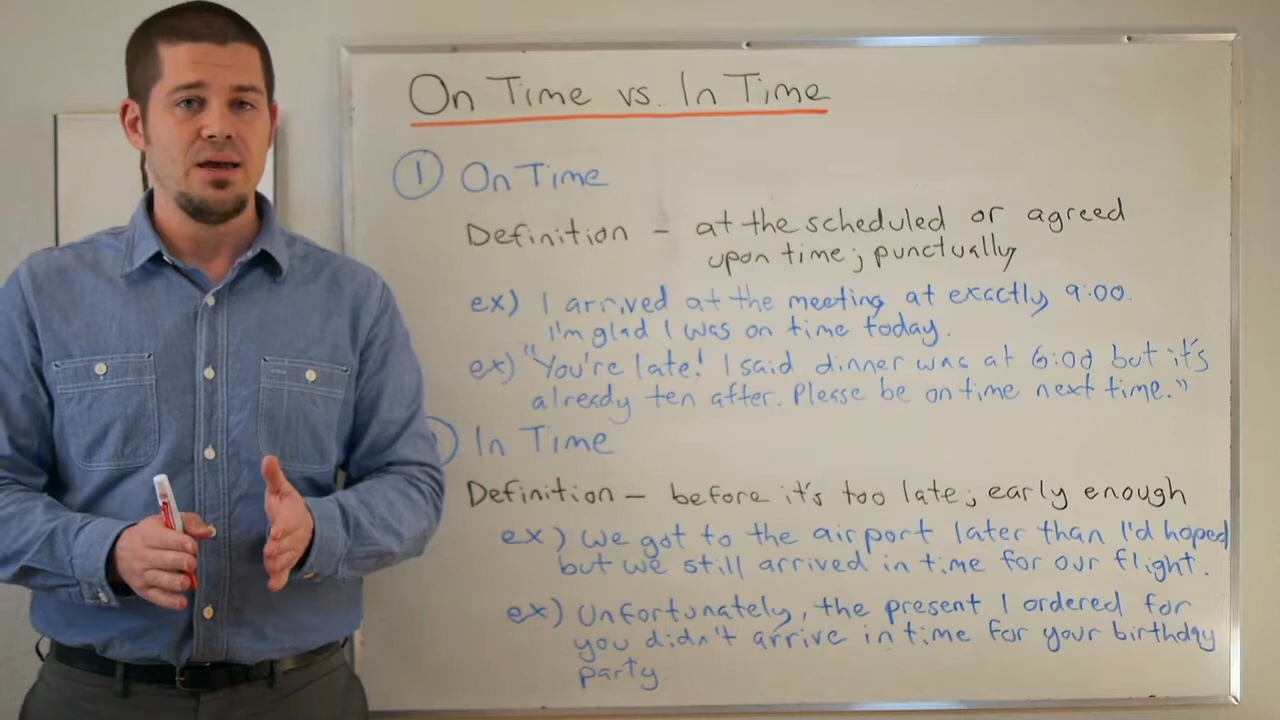 On Time vs. In Time
1 On Time
Definition - at the scheduled or agreed
upon time; punctually
ex) I arrived at the meeting at exactly 9:00.
I'm glad I was on time today.
ex) "You're late! I said dinner was at 6:00 but it's
already ten after. Please be on time next time."
In Time
Definition - before it's too late; early enough
ex) We got to the airport later than I'd hoped
but we still arrived in time for our flight.
ex) Unfortunately, the present I ordered for
you didn't arrive in time for your birthday
party.